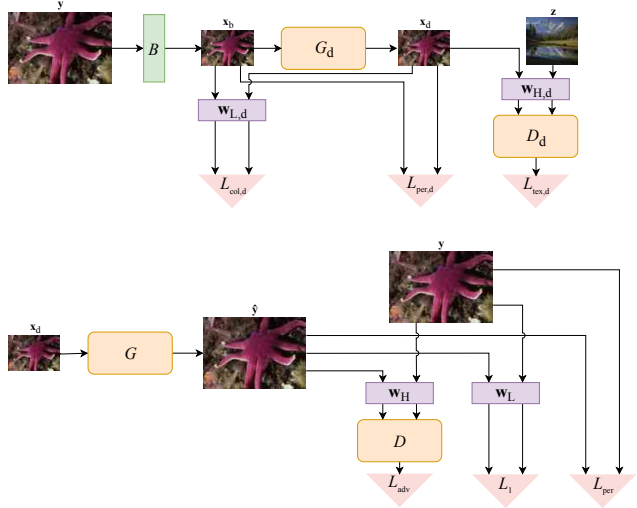 y
x_b
x_d
z
B
G_d
w_L,d
w_H,d
D_d
L_col,d
L_per,d
L_tex,d
y
ŷ
x_d
G
w_H
w_L
D
L_adv
L_1
L_per